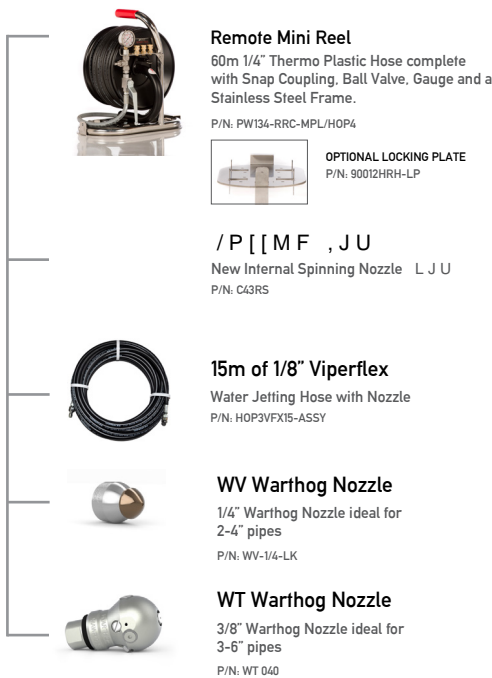 Remote Mini Reel
60m 1/4" Thermo Plastic Hose complete
with Snap Coupling, Ball Valve, Gauge and a
Stainless Steel Frame.
P/N: PW134-RRC-MPL/HOP4
OPTIONAL LOCKING PLATE
P/N: 90012HRH-LP
/ P [ [ M F , J U
New Internal Spinning Nozzle L J U
P/N: C43RS
15m of 1/8" Viperflex
Water Jetting Hose with Nozzle
P/N: HOP3VFX15-ASSY
WV Warthog Nozzle
1/4" Warthog Nozzle ideal for
2-4" pipes
P/N: WV-1/4-LK
WT Warthog Nozzle
3/8" Warthog Nozzle ideal for
3-6" pipes
P/N: WT 040